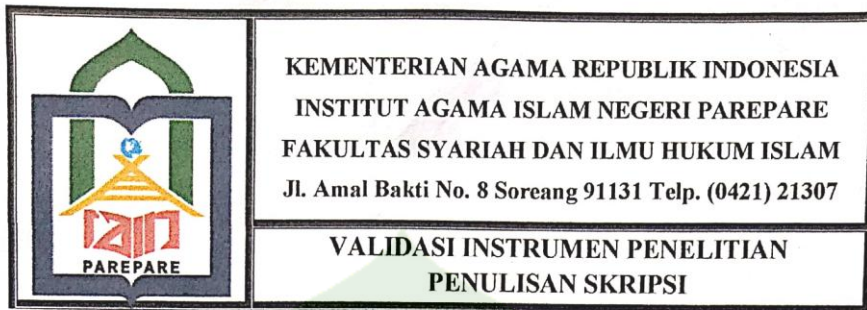 KEMENTERIAN AGAMA REPUBLIK INDONESIA
INSTITUT AGAMA ISLAM NEGERI PAREPARE
FAKULTAS SYARIAH DAN ILMU HUKUM ISLAM
Jl. Amal Bakti No. 8 Soreang 91131 Telp. (0421) 21307
iain
PAREPARE
VALIDASI INSTRUMEN PENELITIAN
PENULISAN SKRIPSI